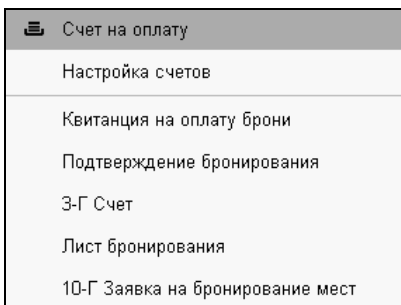 Счет на оплату
Настройка счетов
Квитанция на оплату брони
Подтверждение бронирования
3-Г Счет
Лист бронирования
10-Г Заявка на бронирование мест